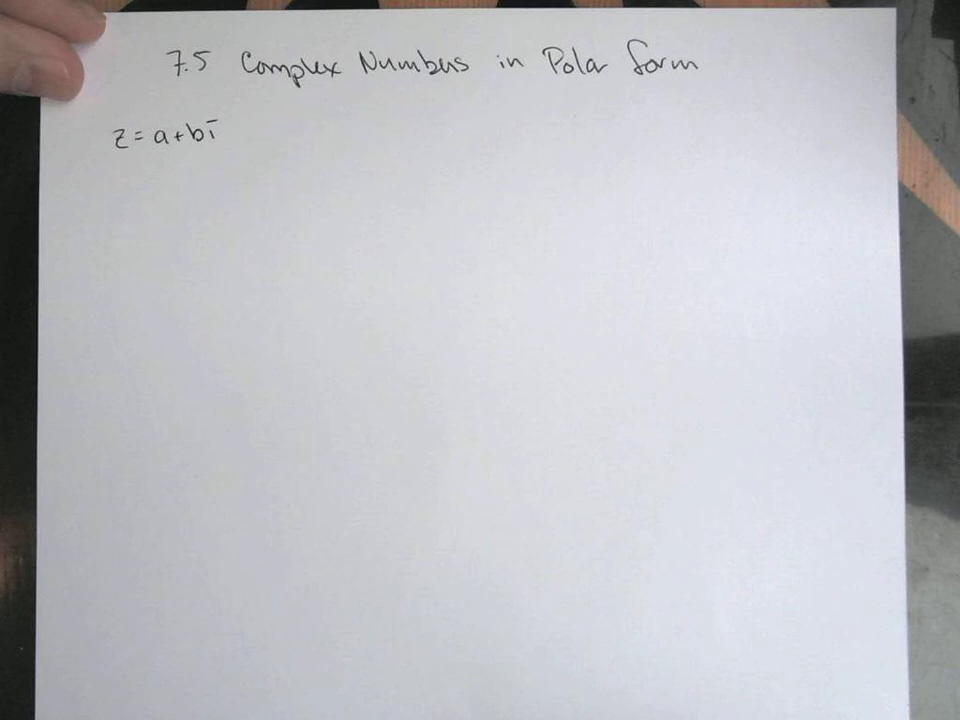 7.5 Complex Numbers in Polar Form
z = a + bi